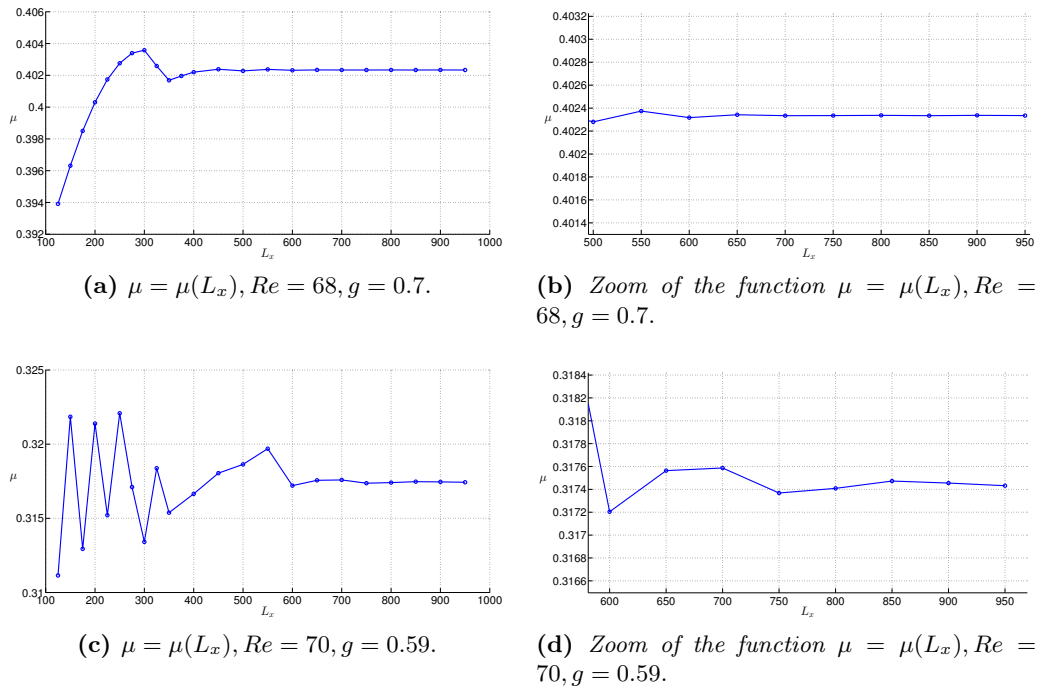 0.406
0.404
0.402
0.4
μ
0.398
0.396
0.394
0.392
100 200 300 400 500 600 700 800 900 1000
L_x
(a) μ = μ(L_x), Re = 68, g = 0.7.
0.4032
0.403
0.4028
0.4026
0.4024
μ
0.4022
0.402
0.4018
0.4016
0.4014
500 550 600 650 700 750 800 850 900 950
L_x
(b) Zoom of the function μ = μ(L_x), Re =
68, g = 0.7.
0.325
0.32
μ
0.315
0.31
100 200 300 400 500 600 700 800 900 1000
L_x
(c) μ = μ(L_x), Re = 70, g = 0.59.
0.3184
0.3182
0.318
0.3178
0.3176
μ
0.3174
0.3172
0.317
0.3168
0.3166
600 650 700 750 800 850 900 950
L_x
(d) Zoom of the function μ = μ(L_x), Re =
70, g = 0.59.